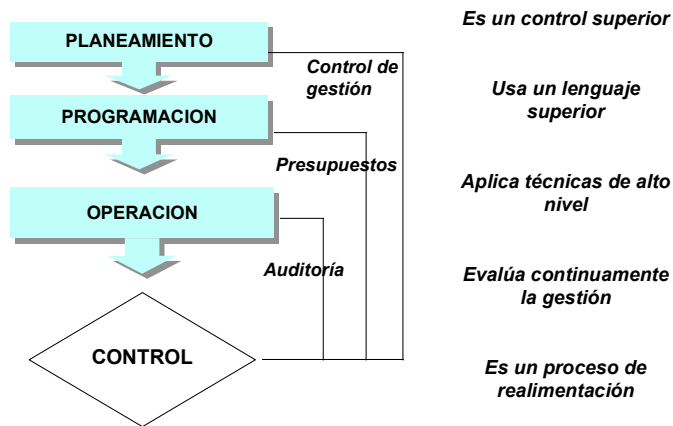 PLANEAMIENTO
Control de
gestión
PROGRAMACION
Presupuestos
OPERACION
Auditoría
CONTROL
Es un control superior
Usa un lenguaje
superior
Aplica técnicas de alto
nivel
Evalúa continuamente
la gestión
Es un proceso de
realimentación